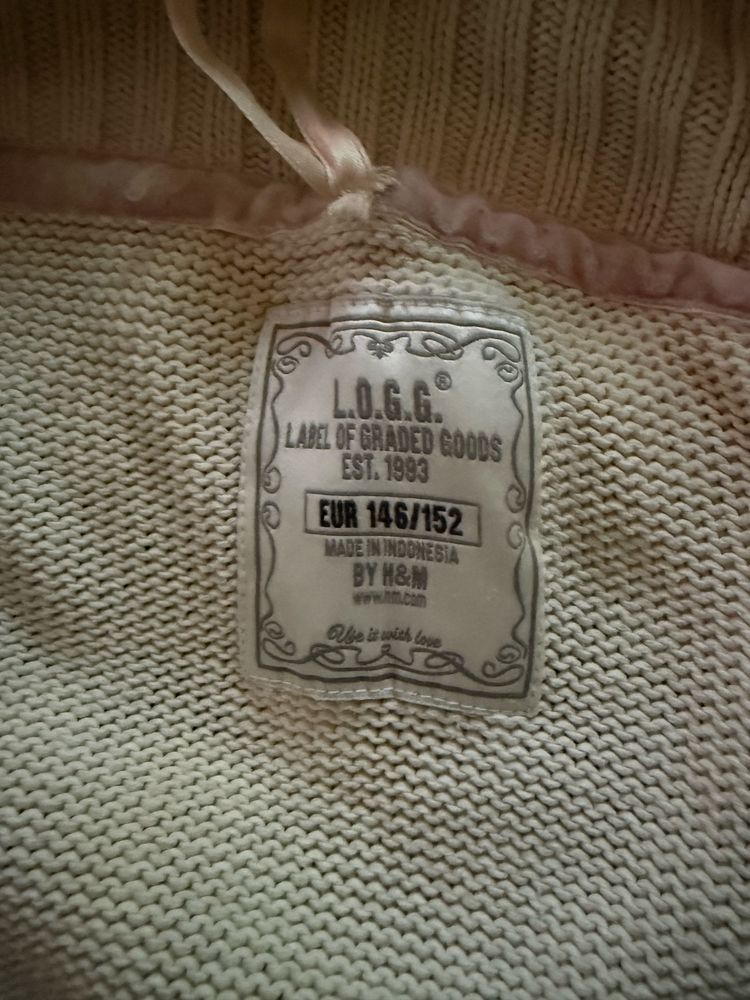 L.O.G.G.®
LABEL OF GRADED GOODS
EST. 1993
EUR 146/152
MADE IN INDONESIA
BY H&M
www.hm.com
Use it with love